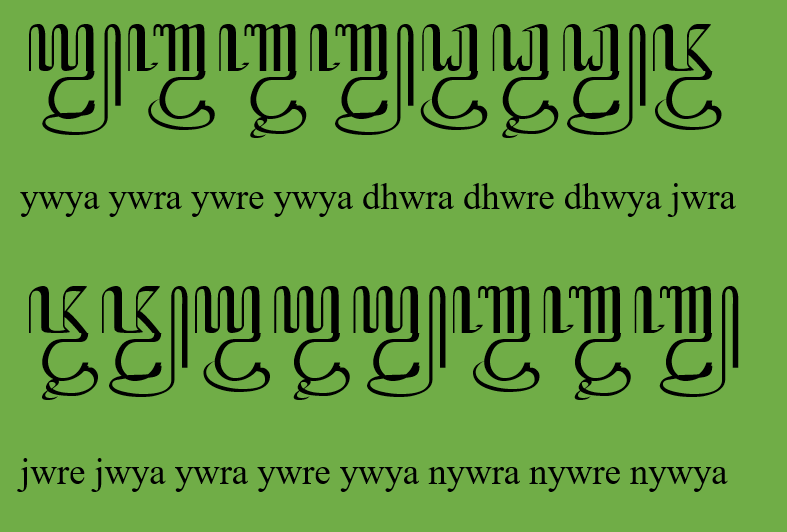 ꦪ꧀ꦮꦾꦚ꧀ꦮꦿꦚ꧀ꦮꦽꦚ꧀ꦮꦾꦝ꧀ꦮꦿꦝ꧀ꦮꦽꦝ꧀ꦮꦾꦗ꧀ꦮꦿ
ywya ywra ywre ywya dhwra dhwre dhwya jwra
ꦗ꧀ꦮꦽꦗ꧀ꦮꦾꦪ꧀ꦮꦿꦪ꧀ꦮꦽꦪ꧀ꦮꦾꦚ꧀ꦮꦿꦚ꧀ꦮꦽꦚ꧀ꦮꦾ
jwre jwya ywra ywre ywya nywra nywre nywya